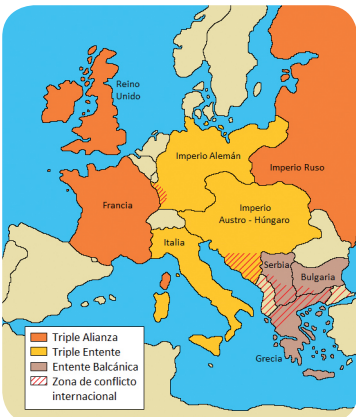 Reino
Unido
Imperio Alemán
Imperio Ruso
Francia
Imperio
Austro - Húngaro
Italia
Serbia
Bulgaria
Grecia
Triple Alianza
Triple Entente
Entente Balcánica
Zona de conflicto
internacional